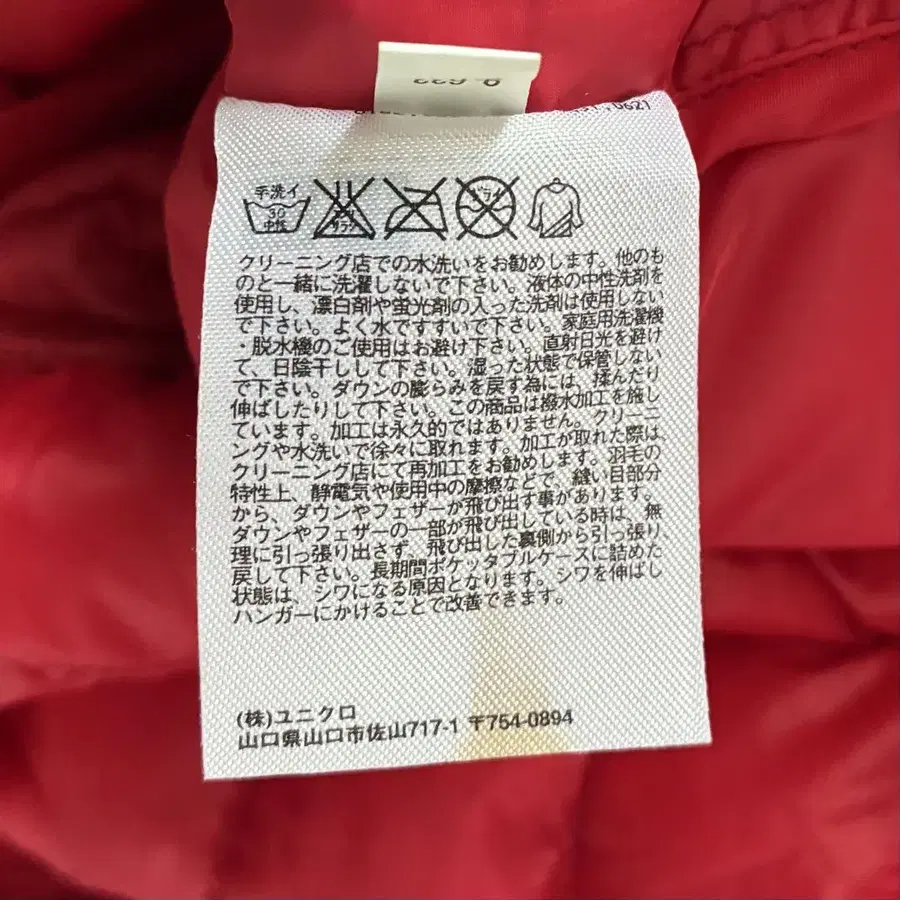 手洗イ
30
中性
サラシ
ドライ
クリーニング店での水洗いをお勧めします。他のも
のと一緒に洗濯しないで下さい。液体の中性洗剤を
使用し、漂白剤や蛍光剤の入った洗剤は使用しない
で下さい。よく水ですすいで下さい。家庭用洗濯機
・脱水機のご使用はお避け下さい。直射日光を避け
て、日陰干しして下さい。湿った状態で保管しない
で下さい。ダウンの膨らみを戻す為には、揉んだり
伸ばしたりして下さい。この商品は撥水加工を施し
ています。加工は永久的ではありません。クリーニ
ングや水洗いで徐々に取れます。加工が取れた際は、
クリーニング店にて再加工をお勧めします。羽毛の
特性上、静電気や使用中の摩擦などで、縫い目部分
から、ダウンやフェザーが飛び出す事があります。
ダウンやフェザーの一部が飛び出している時は、無
理に引っ張り出さず、飛び出した裏側から引っ張り、
戻して下さい。長期間ポケッタブルケースに詰めた
状態は、シワになる原因となります。シワを伸ばし
ハンガーにかけることで改善できます。
(株)ユニクロ
山口県山口市佐山717-1 〒754-0894